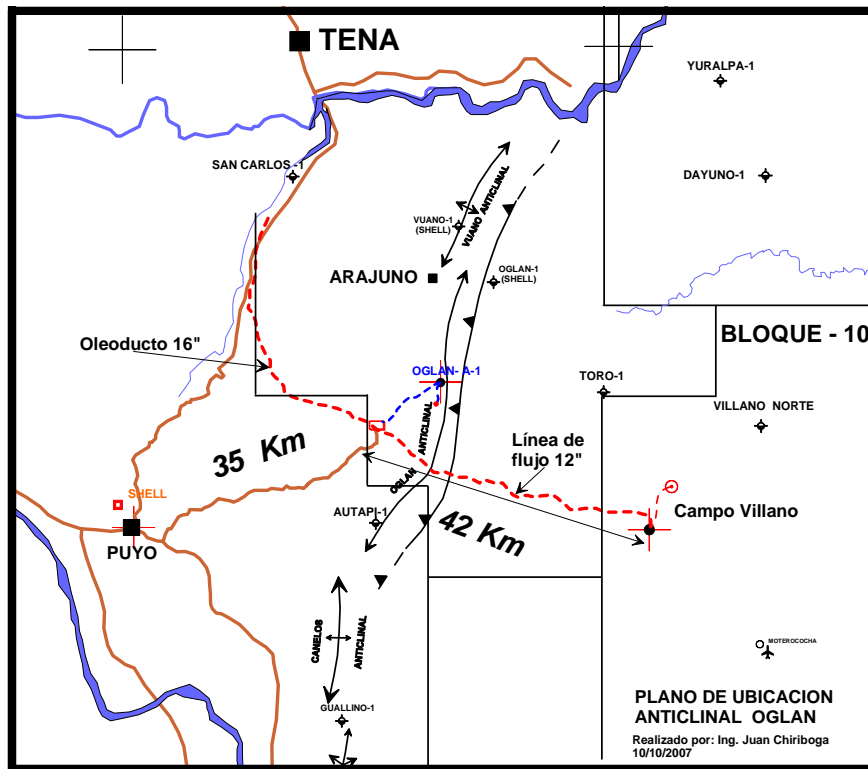 TENA
YURALPA-1
SAN CARLOS -1
DAYUNO-1
VUANO ANTICLINAL
VUANO-1
(SHELL)
ARAJUNO
OGLAN-1
(SHELL)
BLOQUE - 10
Oleoducto 16"
OGLAN- A-1
TORO-1
VILLANO NORTE
OGLAN ANTICLINAL
35 Km
Línea de
flujo 12"
SHELL
AUTAPI-1
42 Km
Campo Villano
PUYO
CANELOS ANTICLINAL
MOTEROCOCHA
GUALLINO-1
PLANO DE UBICACION
ANTICLINAL OGLAN
Realizado por: Ing. Juan Chiriboga
10/10/2007